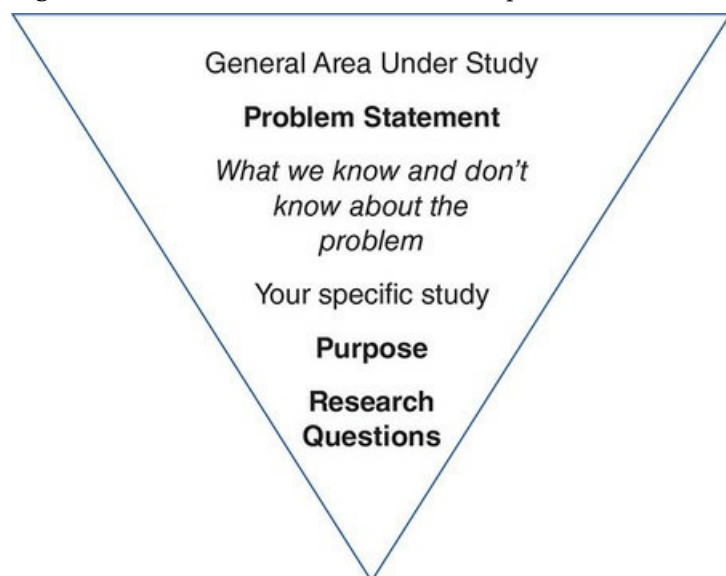 General Area Under Study
Problem Statement
What we know and don't
know about the
problem
Your specific study
Purpose
Research
Questions